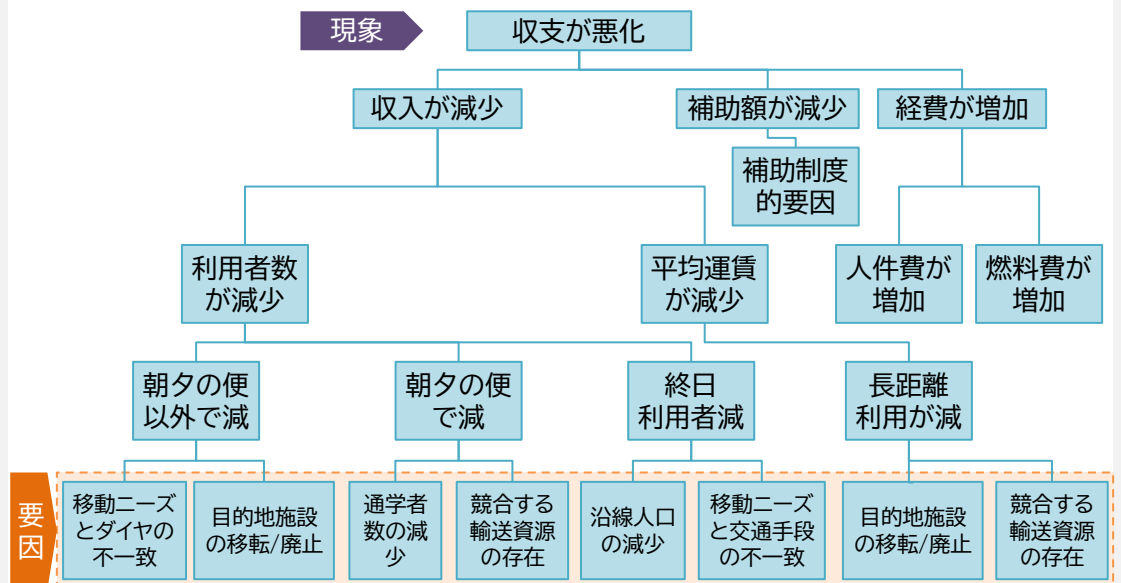 現象
収支が悪化
収入が減少
補助額が減少
経費が増加
補助制度
的要因
利用者数
が減少
平均運賃
が減少
人件費が
増加
燃料費が
増加
朝夕の便
以外で減
朝夕の便
で減
終日
利用者減
長距離
利用が減
要
因
移動ニーズ
とダイヤの
不一致
目的地施設
の移転/廃止
通学者
数の減
少
競合する
輸送資源
の存在
沿線人口
の減少
移動ニーズ
と交通手段
の不一致
目的地施設
の移転/廃止
競合する
輸送資源
の存在